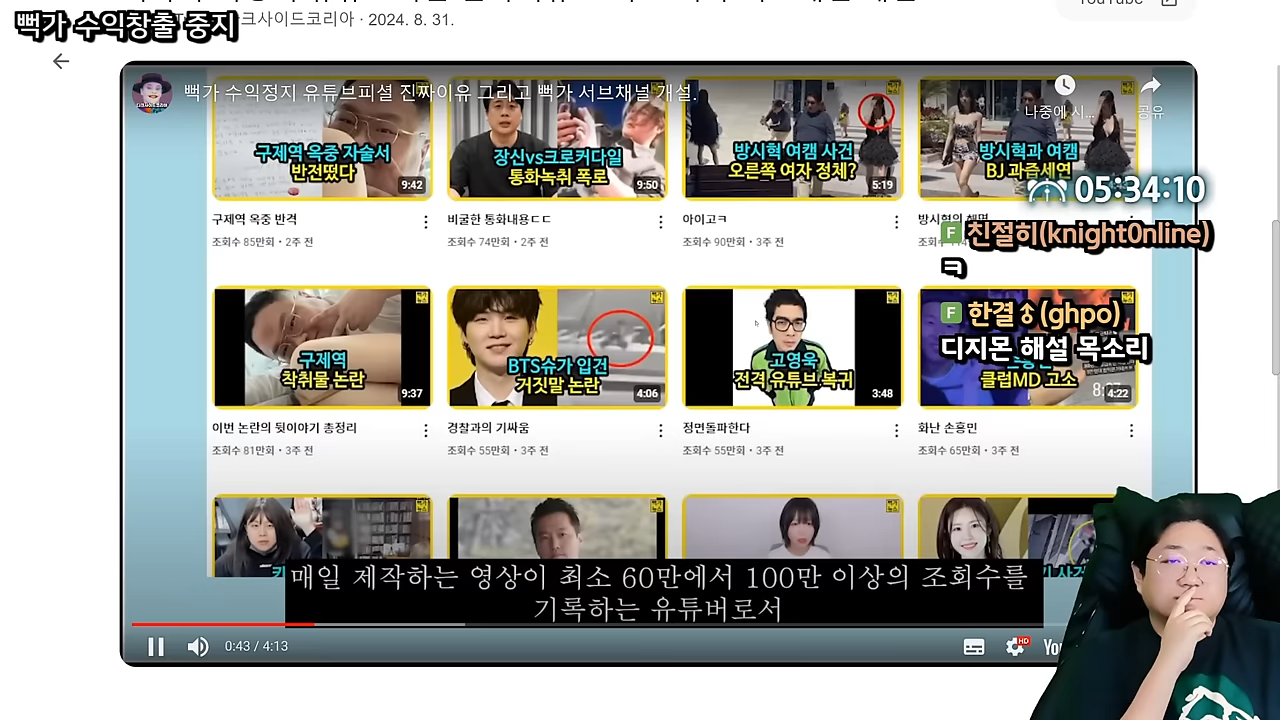 뻑가 수익창출 중지
크사이드코리아 · 2024. 8. 31.
YouTube
뻑가 수익정지 유튜브피셜 진짜이유 그리고 뻑가 서브채널 개설.
나중에 시...
공유
구제역 옥중 자술서
반전떴다
9:42
장신vs크로커다일
통화녹취 폭로
9:50
방시혁 여캠 사건
오른쪽 여자 정체?
5:19
방시혁과 여캠
BJ 과즙세연
05:34:10
구제역 옥중 반격
조회수 85만회 • 2주 전
비굴한 통화내용ㄷㄷ
조회수 74만회 • 2주 전
아이고ㅋ
조회수 90만회 • 3주 전
방시혁의 해명
친절히(knight0nline)
ㅋ
한결⇕(ghpo)
디지몬 해설 목소리
구제역
착취물 논란
9:37
BTS슈가 입건
거짓말 논란
4:06
고영욱
전격 유튜브 복귀
3:48
클럽MD 고소
4:22
이번 논란의 뒷이야기 총정리
조회수 81만회 • 3주 전
경찰과의 기싸움
조회수 55만회 • 3주 전
정면돌파한다
조회수 55만회 • 3주 전
화난 손흥민
조회수 65만회 • 3주 전
매일 제작하는 영상이 최소 60만에서 100만 이상의 조회수를
기록하는 유튜버로서
0:43 / 4:13
HD